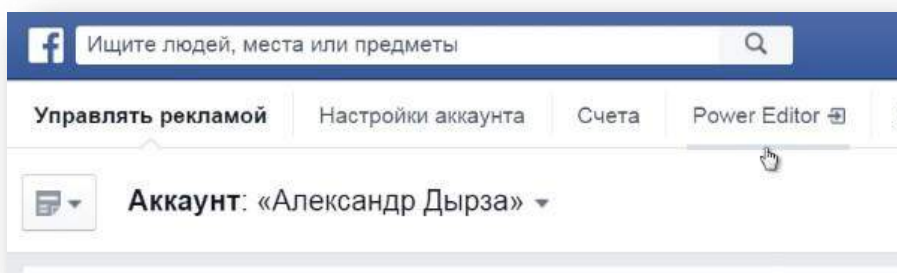 f Ищите людей, места или предметы
Управлять рекламой Настройки аккаунта Счета Power Editor
Аккаунт: «Александр Дырза»